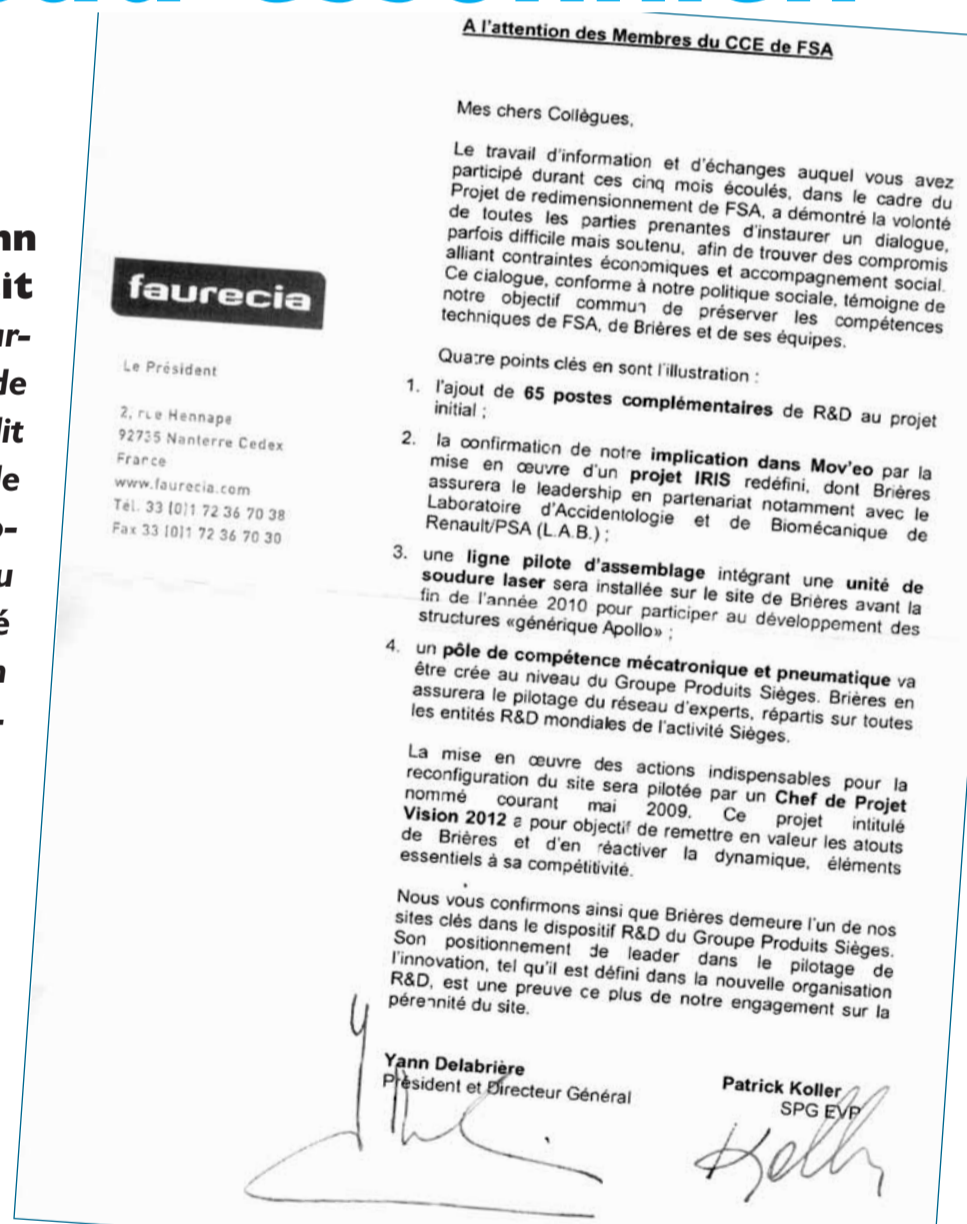 A l'attention des Membres du CCE de FSA
Mes chers Collègues,
Le travail d'information et d'échanges auquel vous avez
participé durant ces cinq mois écoulés, dans le cadre du
Projet de redimensionnement de FSA, a démontré la volonté
de toutes les parties prenantes d'instaurer un dialogue,
parfois difficile mais soutenu, afin de trouver des compromis
alliant contraintes économiques et accompagnement social.
Ce cialogue, conforme à notre politique sociale, témoigne de
notre objectif commun de préserver les compétences
techniques de FSA, de Brières et de ses équipes.
Quatre points clés en sont l'illustration :
1. l'ajout de 65 postes complémentaires de R&D au projet
initial ;
2. la confirmation de notre implication dans Mov'eo par la
mise en œuvre d'un projet IRIS redéfini, dont Brières
assurera le leadership en partenariat notamment avec le
Laboratoire d'Accidentologie et de Biomécanique de
Renault/PSA (L.A.B.) ;
3. une ligne pilote d'assemblage intégrant une unité de
soudure laser sera installée sur le site de Brières avant la
fin de l'année 2010 pour participer au développement des
structures «générique Apollo» ;
4. un pôle de compétence mécatronique et pneumatique va
être crée au niveau du Groupe Produits Sièges. Brières en
assurera le pilotage du réseau d'experts, répartis sur toutes
les entités R&D mondiales de l'activité Sièges.
La mise en œuvre des actions indispensables pour la
reconfiguration du site sera pilotée par un Chef de Projet
nommé courant mai 2009. Ce projet intitulé
Vision 2012 a pour objectif de remettre en valeur les atouts
de Brières et d'en réactiver la dynamique, éléments
essentiels à sa compétitivité.
Nous vous confirmons ainsi que Brières demeure l'un de nos
sites clés dans le dispositif R&D du Groupe Produits Sièges.
Son positionnement de leader dans le pilotage de
l'innovation, tel qu'il est défini dans la nouvelle organisation
R&D, est une preuve ce plus de notre engagement sur la
pérennité du site.
Yann Delabrière
Président et Directeur Général
Patrick Koller
SPG EVP
faurecia
Le Président
2, rue Hennape
92735 Nanterre Cedex
France
www.faurecia.com
Tél. 33 [0]1 72 36 70 38
Fax 33 [0]1 72 36 70 30
nn
it
ur-
de
lit
le
o-
u
é
n